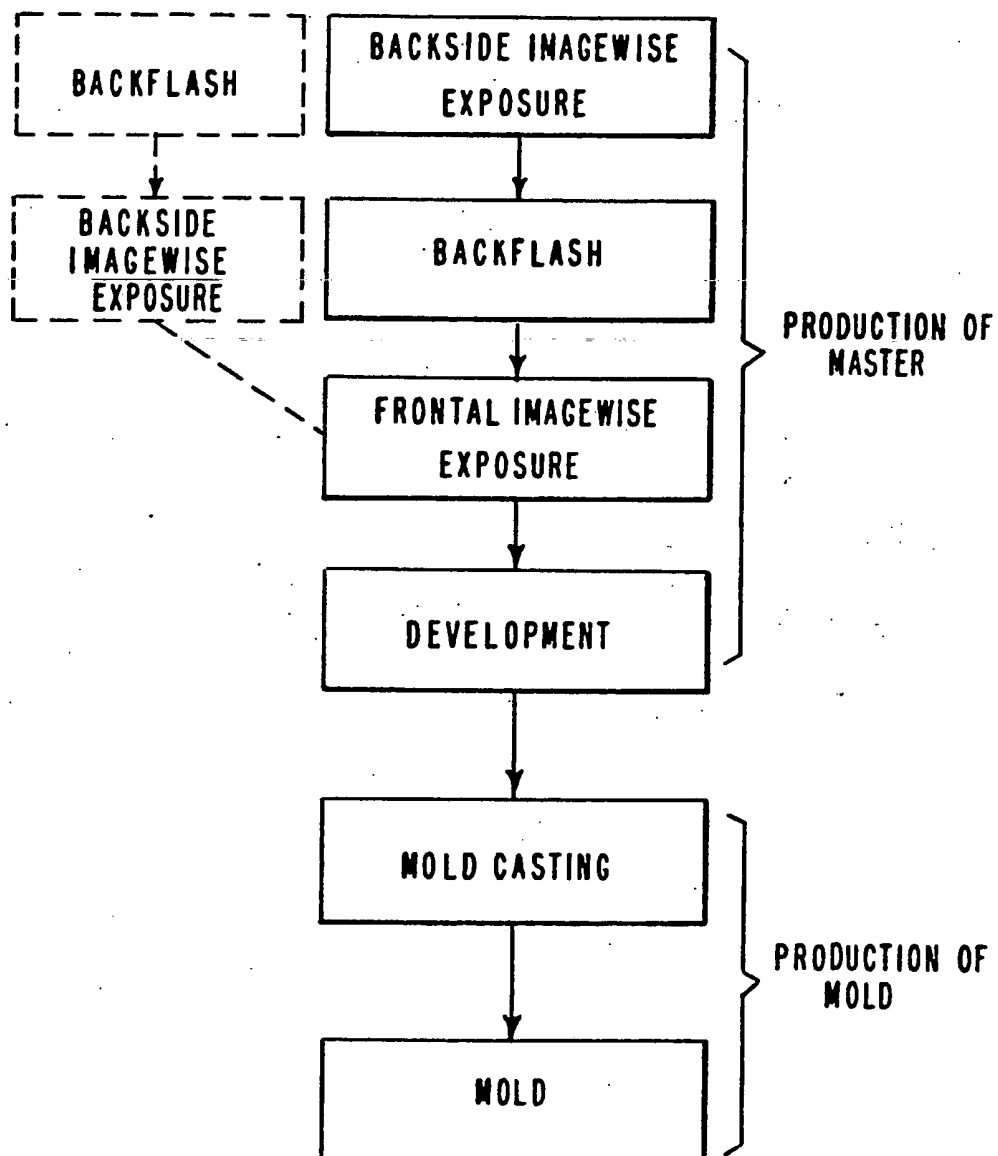 BACKFLASH
BACKSIDE
IMAGEWISE
EXPOSURE
BACKSIDE IMAGEWISE
EXPOSURE
BACKFLASH
FRONTAL IMAGEWISE
EXPOSURE
DEVELOPMENT
PRODUCTION OF
MASTER
MOLD CASTING
MOLD
PRODUCTION OF
MOLD